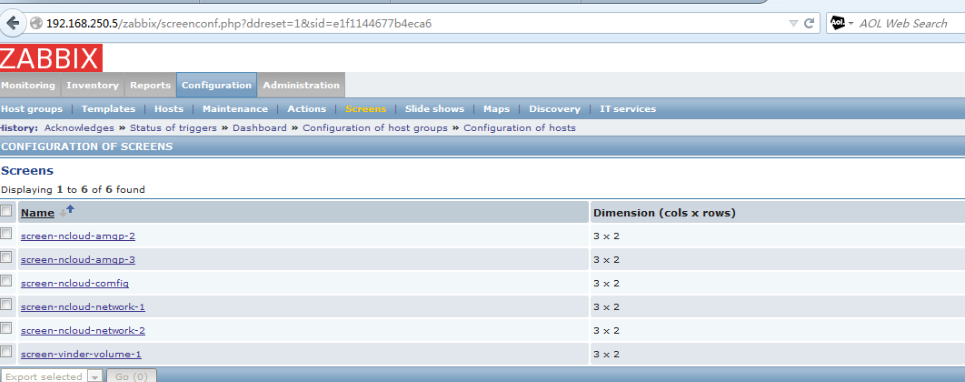 192.168.250.5/zabbix/screenconf.php?ddreset=1&sid=e1f1144677b4eca6
Aol. AOL Web Search
ZABBIX
Monitoring Inventory Reports Configuration Administration
Host groups | Templates | Hosts | Maintenance | Actions | Screens | Slide shows | Maps | Discovery | IT services
History: Acknowledges » Status of triggers » Dashboard » Configuration of host groups » Configuration of hosts
CONFIGURATION OF SCREENS
Screens
Displaying 1 to 6 of 6 found
Name Dimension (cols x rows)
screen-ncloud-amqp-2 3 x 2
screen-ncloud-amqp-3 3 x 2
screen-ncloud-comfig 3 x 2
screen-ncloud-network-1 3 x 2
screen-ncloud-network-2 3 x 2
screen-vinder-volume-1 3 x 2
Export selected Go (0)